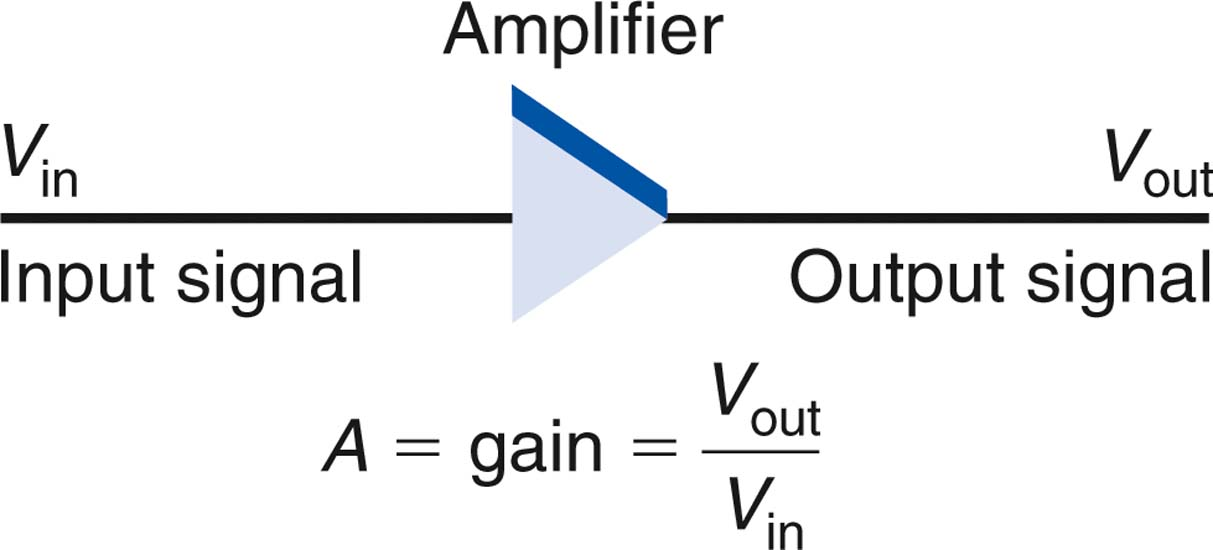 Amplifier
Vin
Vout
Input signal
Output signal
A = gain = Vout / Vin